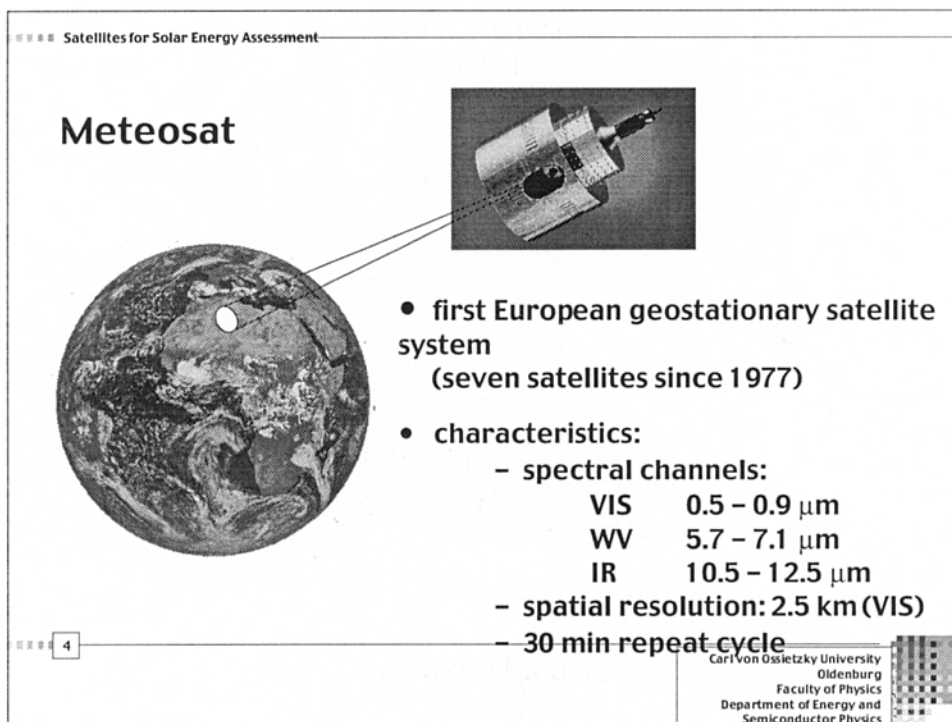 Satellites for Solar Energy Assessment
Meteosat
• first European geostationary satellite
system
(seven satellites since 1977)
• characteristics:
– spectral channels:
VIS 0.5 – 0.9 μm
WV 5.7 – 7.1 μm
IR 10.5 – 12.5 μm
– spatial resolution: 2.5 km (VIS)
– 30 min repeat cycle
4
Carl von Ossietzky University
Oldenburg
Faculty of Physics
Department of Energy and
Semiconductor Physics